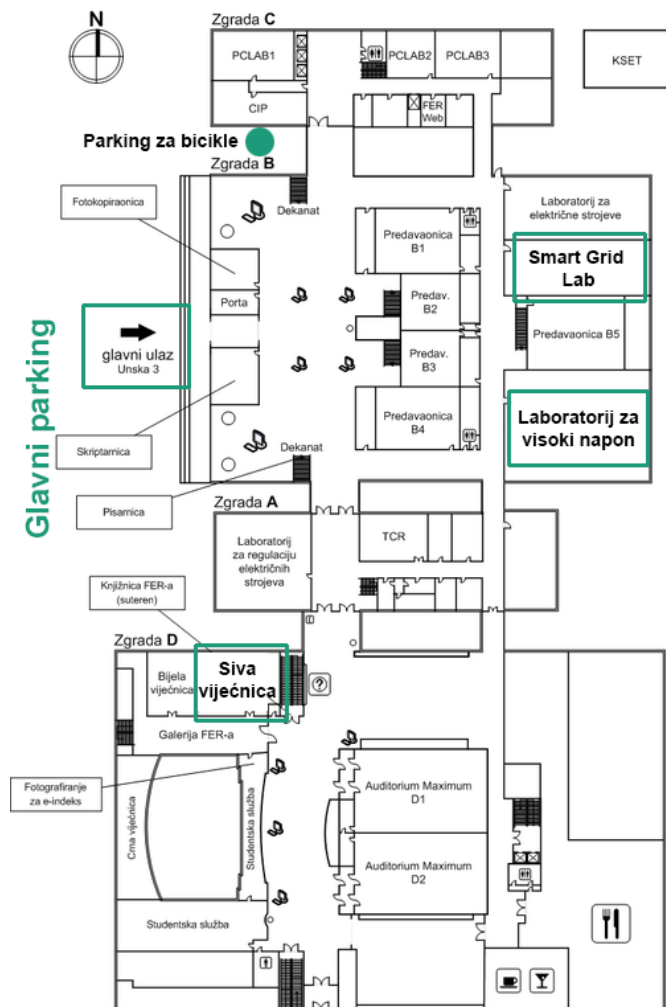 N
Zgrada C
PCLAB1
PCLAB2
PCLAB3
KSET
CIP
FER
Web
Parking za bicikle
Zgrada B
Fotokopiraonica
Dekanat
Laboratorij za
električne strojeve
Predavaonica
B1
Smart Grid
Lab
Porta
Predav.
B2
Glavni parking
glavni ulaz
Unska 3
Predavaonica B5
Predav.
B3
Predavaonica
B4
Laboratorij za
visoki napon
Skriptarnica
Dekanat
Pisarnica
Zgrada A
Laboratorij
za regulaciju
električnih
strojeva
TCR
Knjižnica FER-a
(suteren)
Zgrada D
Bijela
vijećnica
Siva
vijećnica
?
Galerija FER-a
Fotografiranje
za e-indeks
Crna vijećnica
Studentska služba
Auditorium Maximum
D1
Auditorium Maximum
D2
Studentska služba